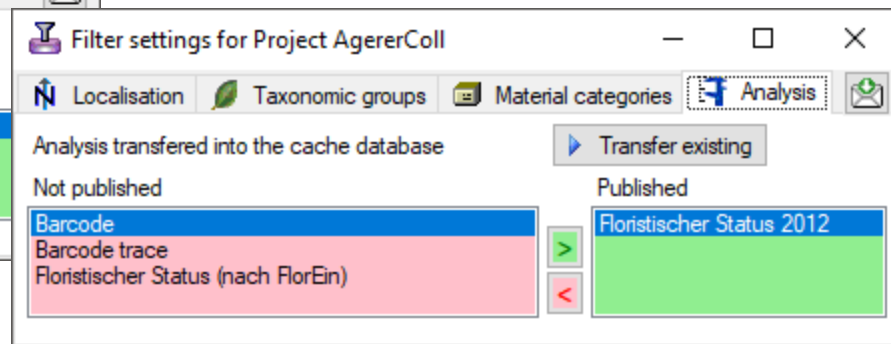 Filter settings for Project AgererColl
Localisation Taxonomic groups Material categories Analysis
Analysis transfered into the cache database Transfer existing
Not published Published
Barcode Floristischer Status 2012
Barcode trace
Floristischer Status (nach FlorEin)
>
<